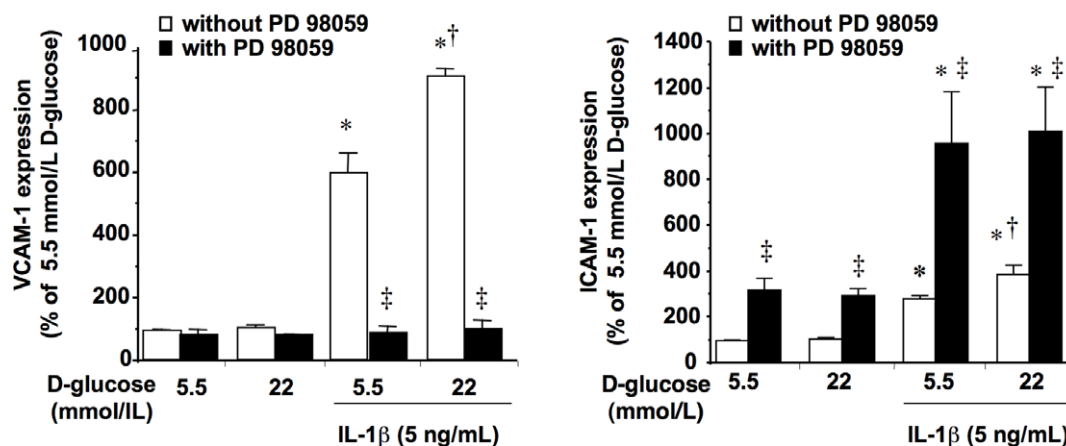 without PD 98059
with PD 98059
VCAM-1 expression
(% of 5.5 mmol/L D-glucose)
1000
800
600
400
200
0
*
*†
‡
‡
D-glucose
(mmol/IL)
5.5
22
5.5
22
IL-1β (5 ng/mL)
without PD 98059
with PD 98059
ICAM-1 expression
(% of 5.5 mmol/L D-glucose)
1400
1200
1000
800
600
400
200
0
‡
‡
*
* ‡
*†
* ‡
D-glucose
(mmol/L)
5.5
22
5.5
22
IL-1β (5 ng/mL)